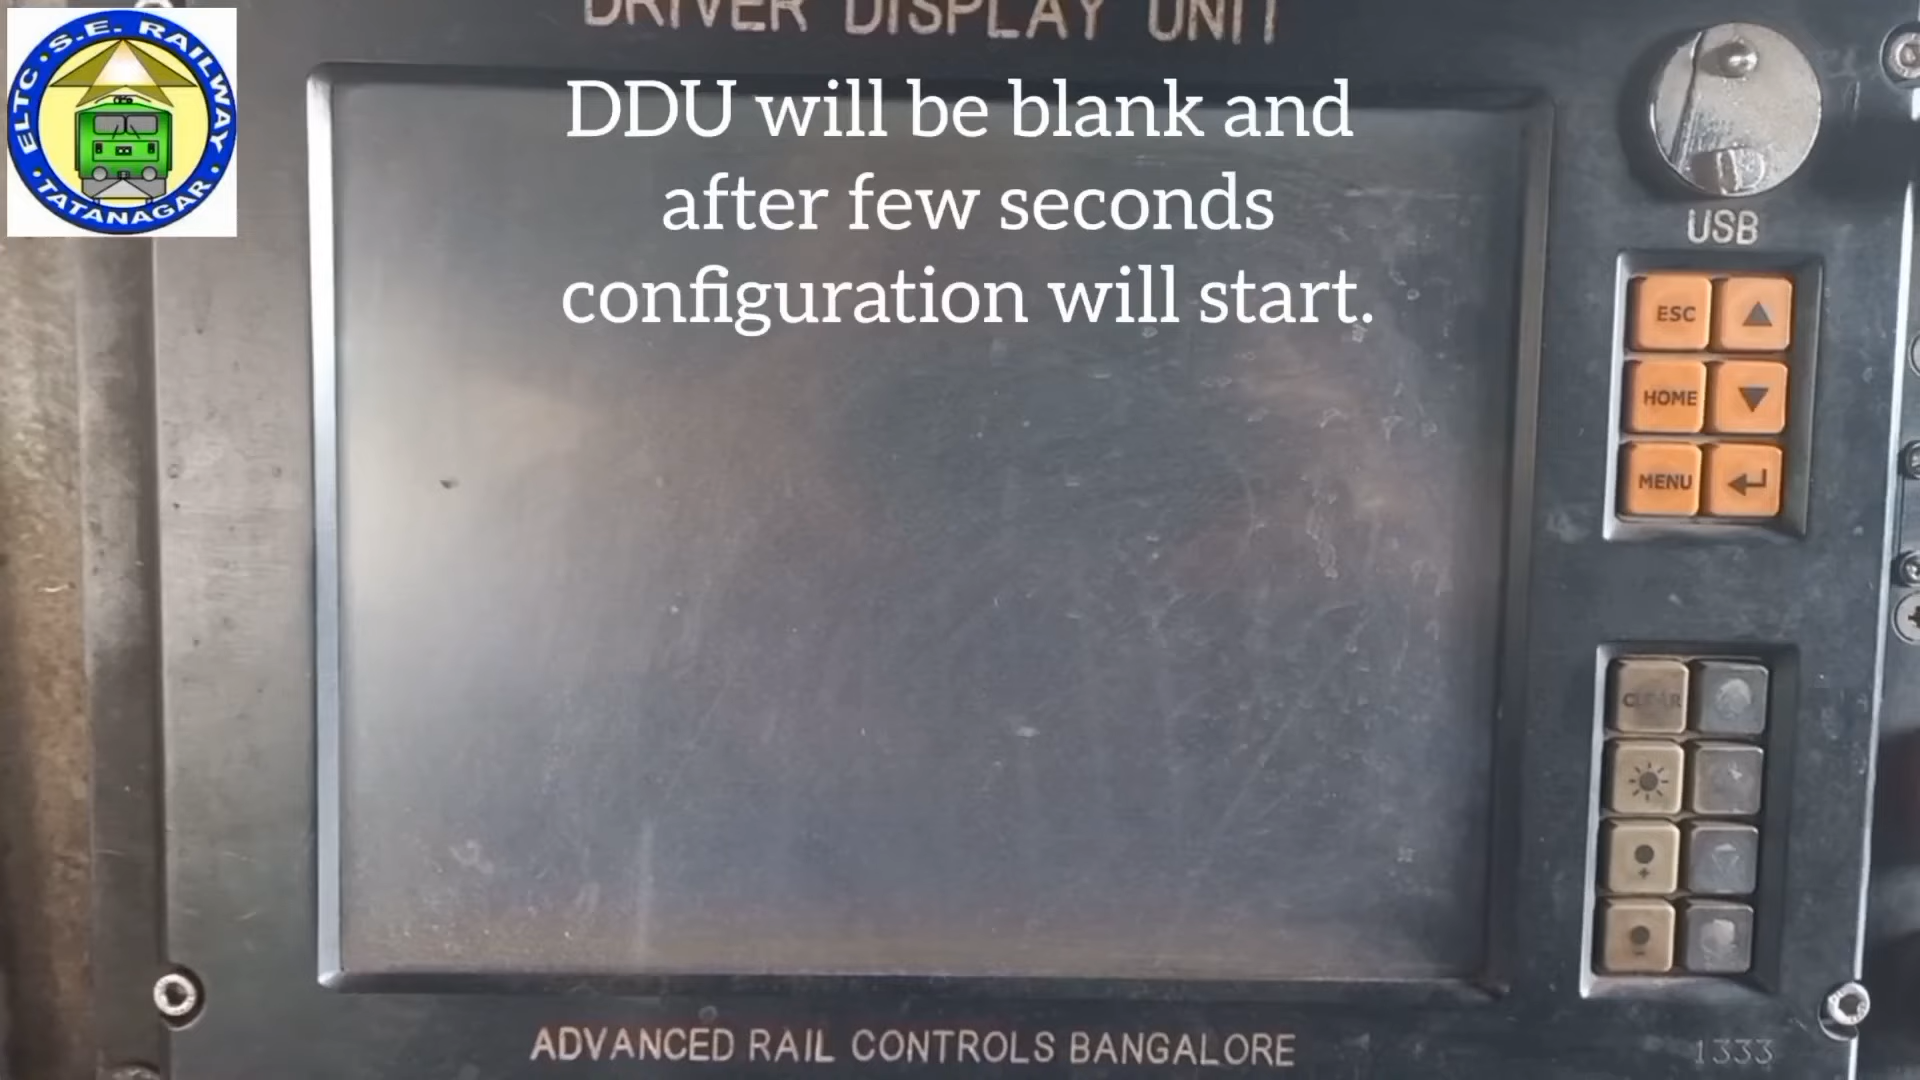 DRIVER DISPLAY UNIT
ELTC • S.E. RAILWAY
• TATANAGAR •
DDU will be blank and
after few seconds
configuration will start.
USB
ESC
HOME
MENU
CLEAR
ADVANCED RAIL CONTROLS BANGALORE
1333